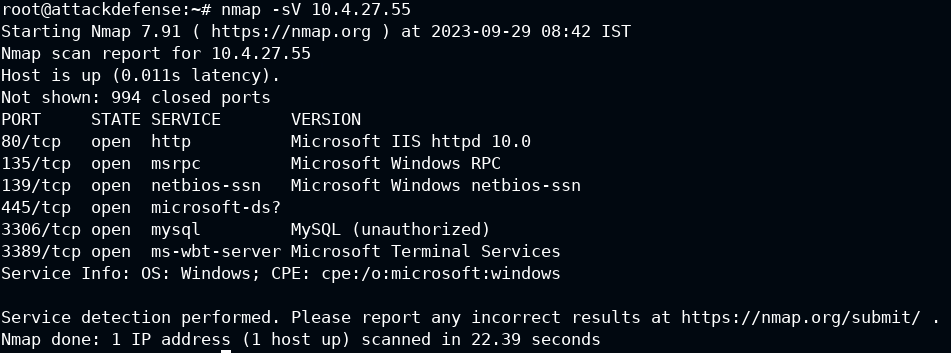 root@attackdefense:~# nmap -sV 10.4.27.55
Starting Nmap 7.91 ( https://nmap.org ) at 2023-09-29 08:42 IST
Nmap scan report for 10.4.27.55
Host is up (0.011s latency).
Not shown: 994 closed ports
PORT     STATE SERVICE       VERSION
80/tcp   open  http          Microsoft IIS httpd 10.0
135/tcp  open  msrpc         Microsoft Windows RPC
139/tcp  open  netbios-ssn   Microsoft Windows netbios-ssn
445/tcp  open  microsoft-ds?
3306/tcp open  mysql         MySQL (unauthorized)
3389/tcp open  ms-wbt-server Microsoft Terminal Services
Service Info: OS: Windows; CPE: cpe:/o:microsoft:windows

Service detection performed. Please report any incorrect results at https://nmap.org/submit/ .
Nmap done: 1 IP address (1 host up) scanned in 22.39 seconds